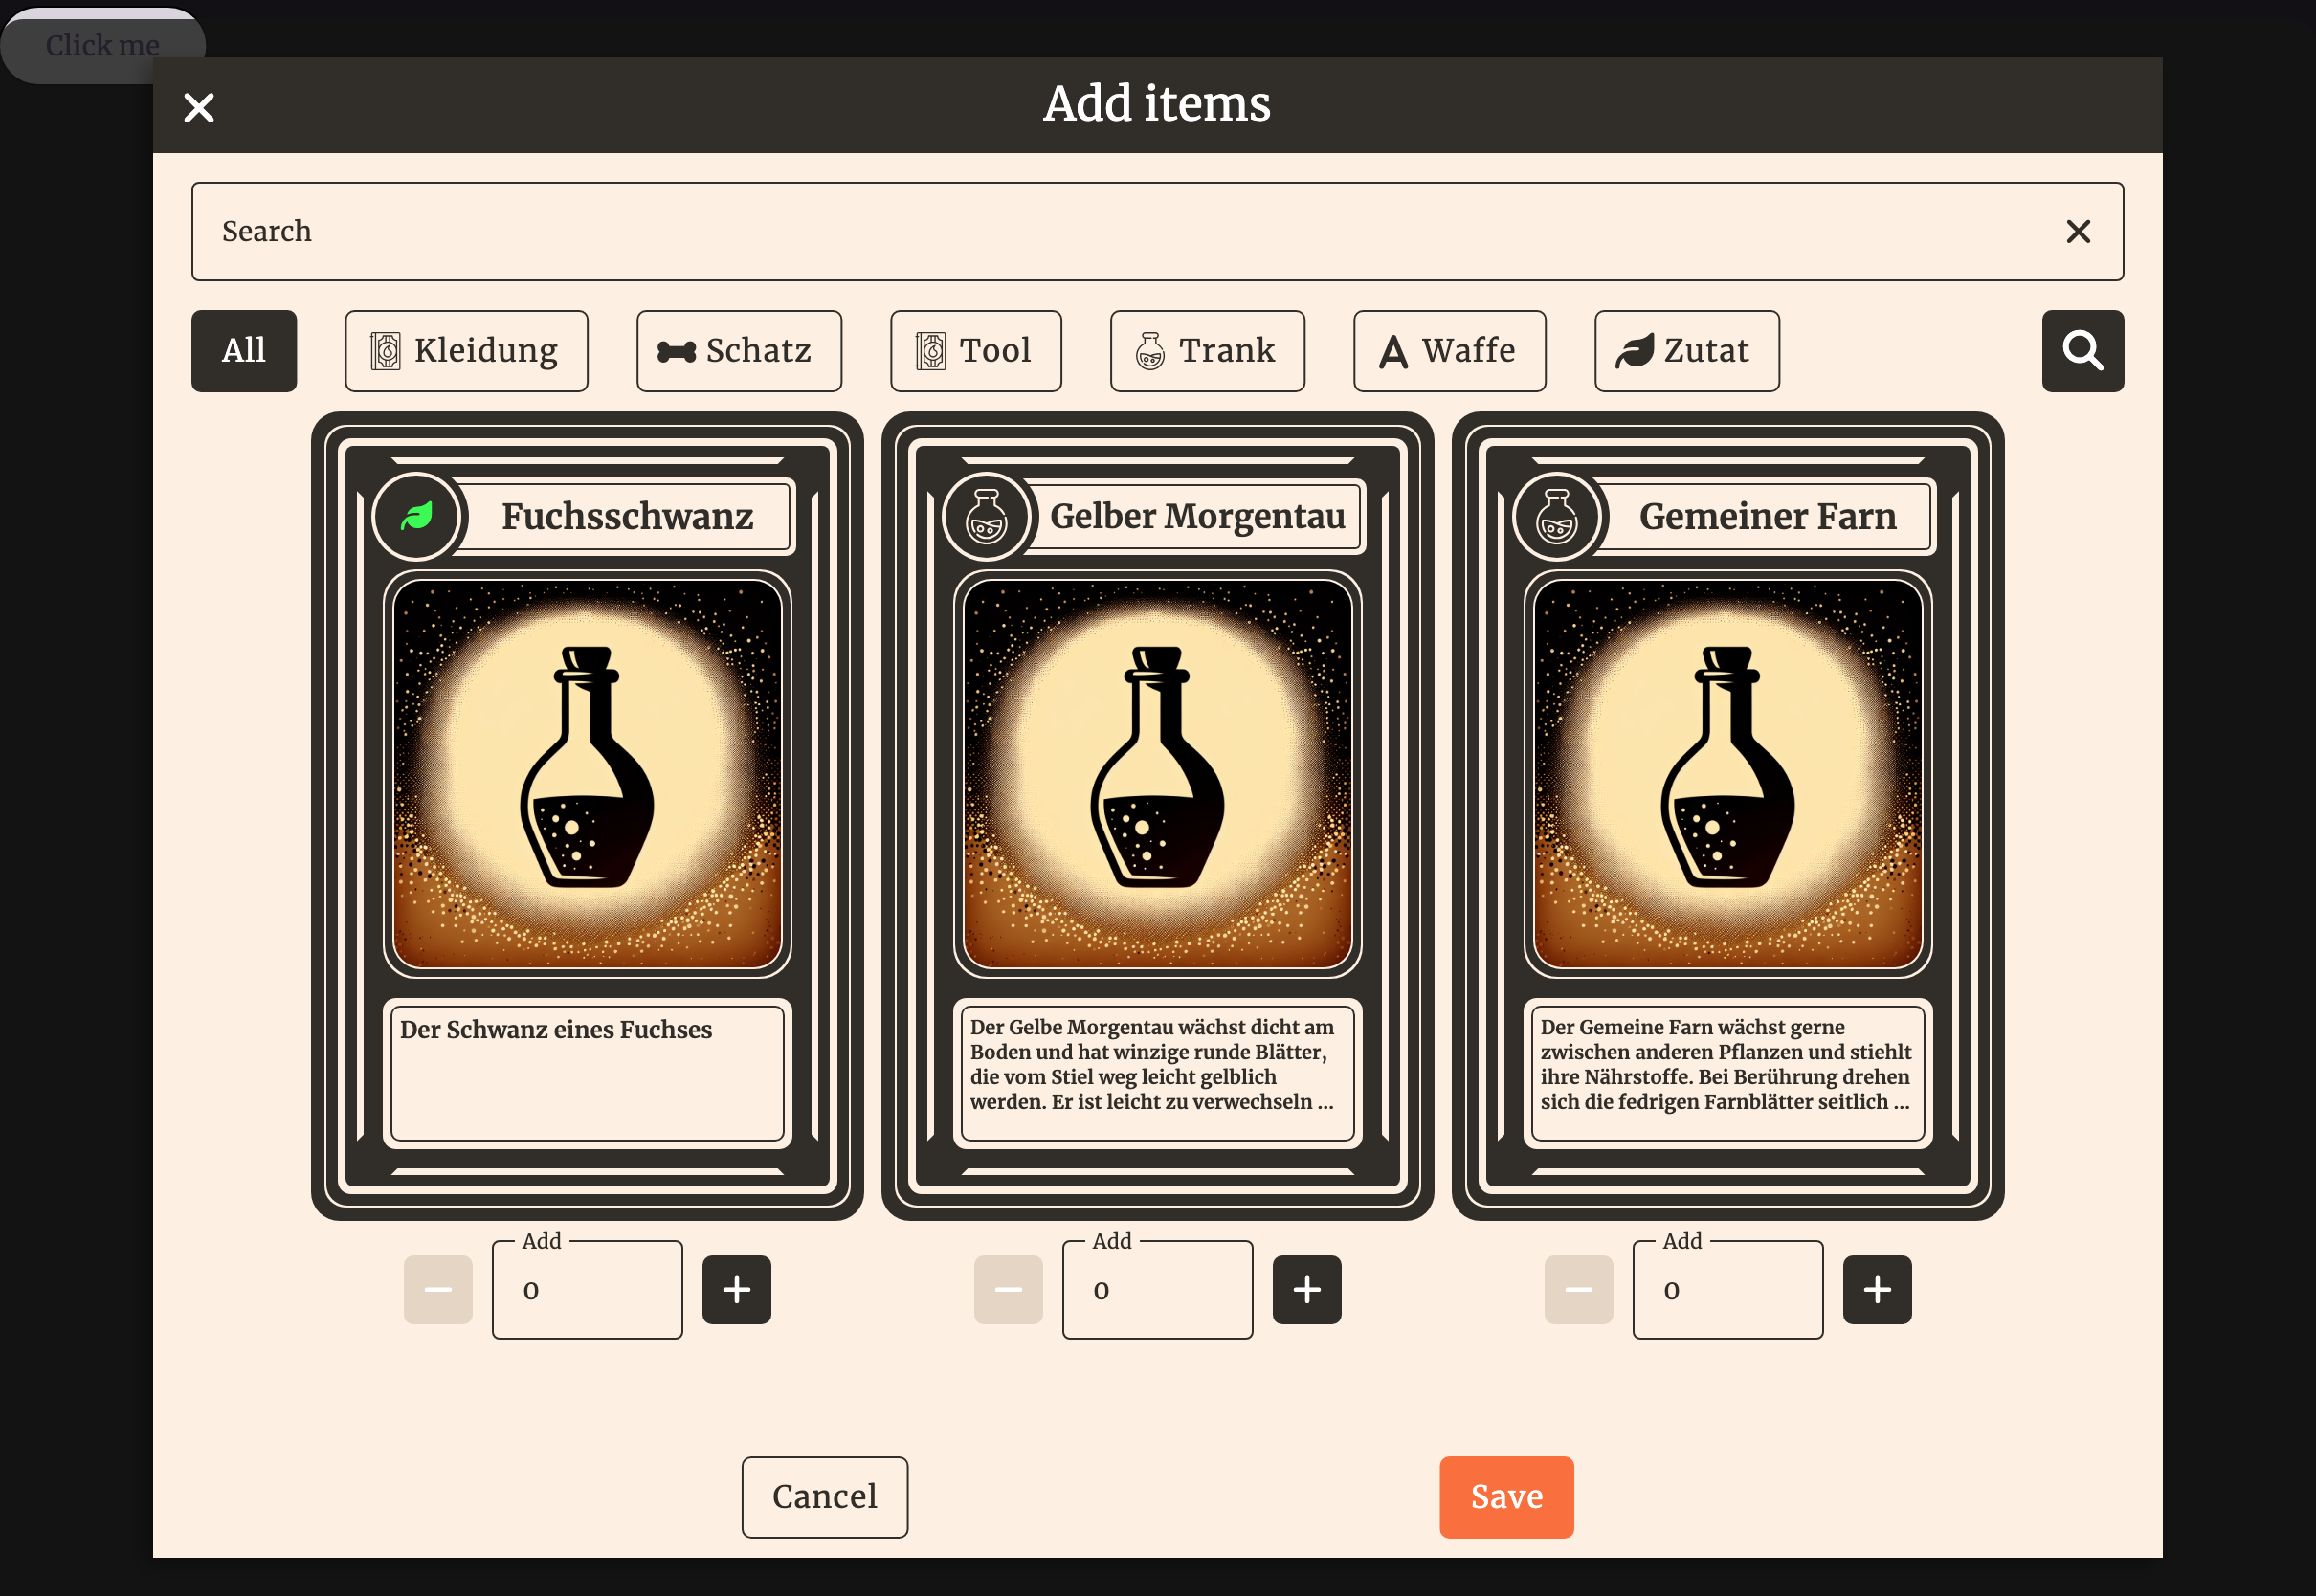 Click me
Add items
Search
All
Kleidung
Schatz
Tool
Trank
Waffe
Zutat
Fuchsschwanz
Der Schwanz eines Fuchses
Gelber Morgentau
Der Gelbe Morgentau wächst dicht am
Boden und hat winzige runde Blätter,
die vom Stiel weg leicht gelblich
werden. Er ist leicht zu verwechseln ...
Gemeiner Farn
Der Gemeine Farn wächst gerne
zwischen anderen Pflanzen und stiehlt
ihre Nährstoffe. Bei Berührung drehen
sich die fedrigen Farnblätter seitlich ...
Add
0
Add
0
Add
0
Cancel
Save